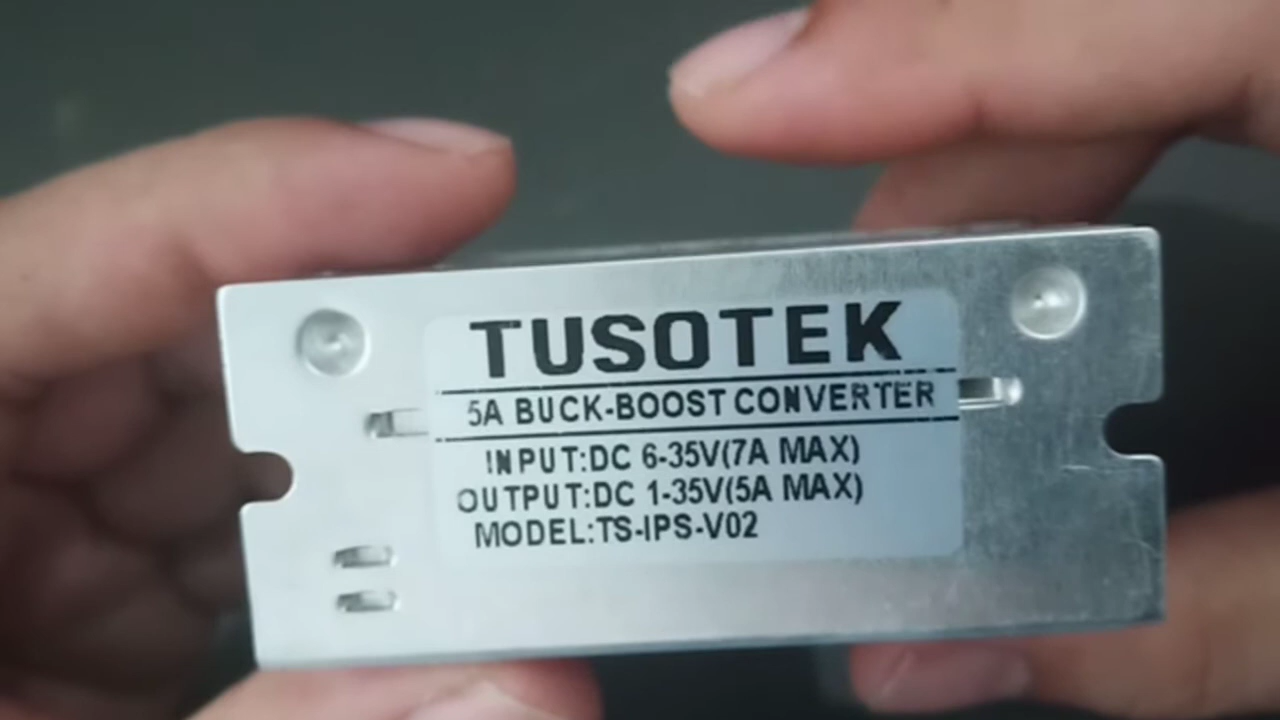 TUSOTEK
5A BUCK-BOOST CONVERTER
INPUT:DC 6-35V(7A MAX)
OUTPUT:DC 1-35V(5A MAX)
MODEL:TS-IPS-V02